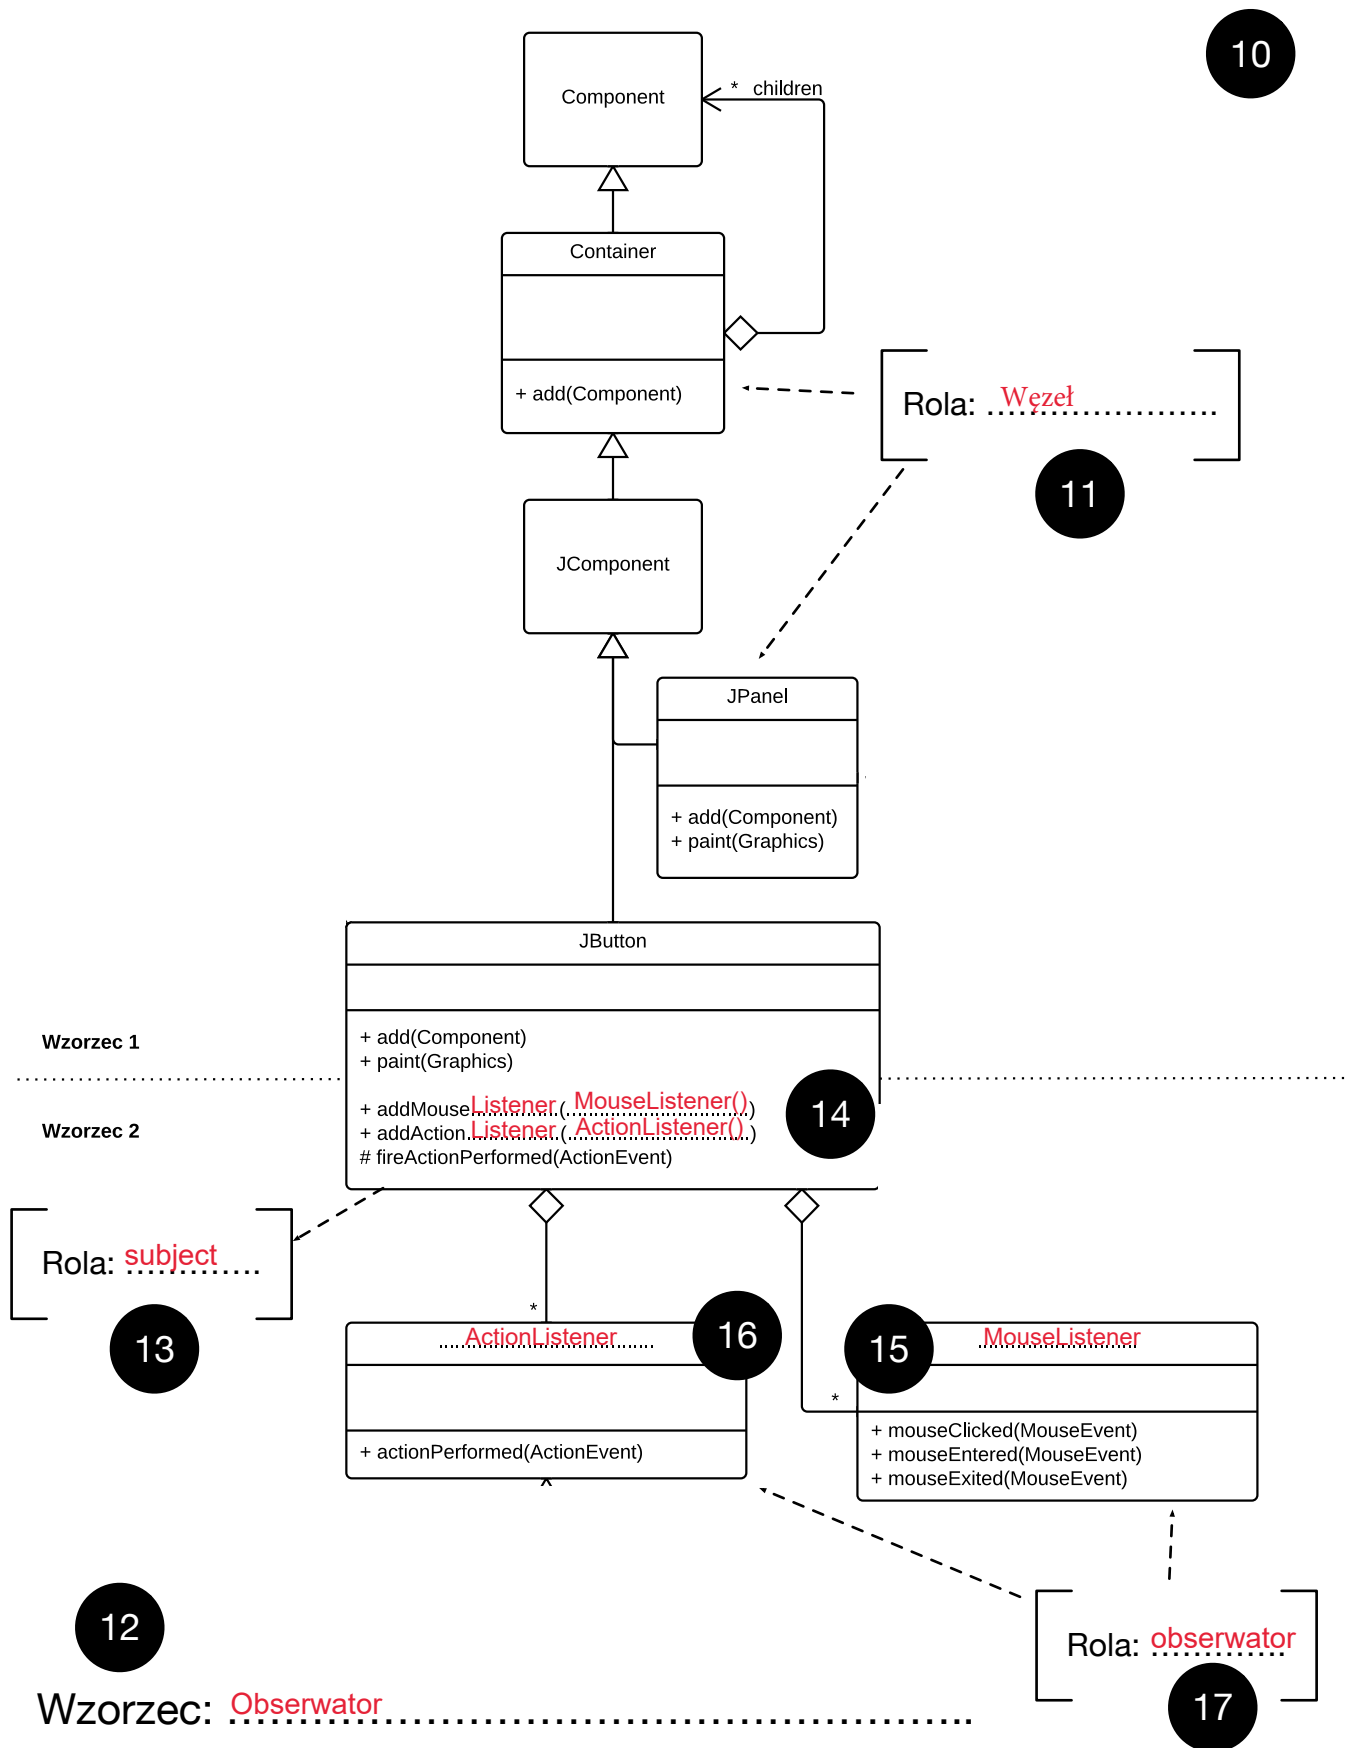 10
* children
Component
Container
+ add(Component)
Rola: Węzeł......................
11
JComponent
JPanel
+ add(Component)
+ paint(Graphics)
JButton
+ add(Component)
+ paint(Graphics)
Wzorzec 1
+ addMouseListener(MouseListener())
+ addActionListener(ActionListener())
# fireActionPerformed(ActionEvent)
14
Wzorzec 2
Rola: subject.............
13
*
ActionListener
16
+ actionPerformed(ActionEvent)
15
MouseListener
*
+ mouseClicked(MouseEvent)
+ mouseEntered(MouseEvent)
+ mouseExited(MouseEvent)
12
Rola: obserwator
17
Wzorzec: Obserwator................................................